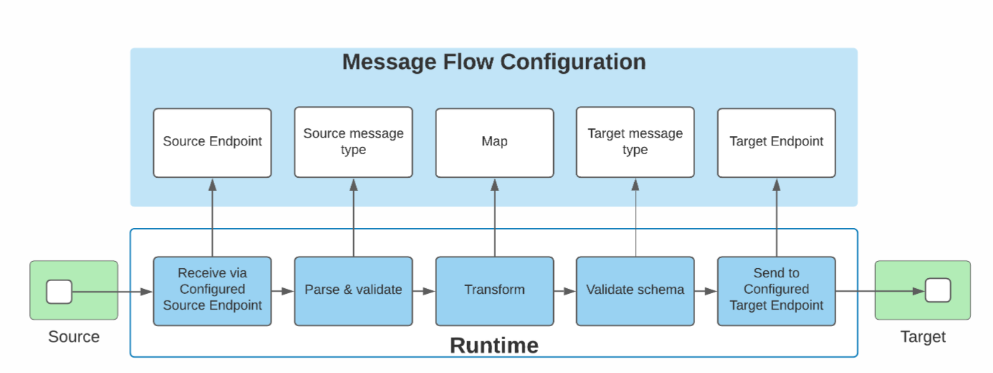 Message Flow Configuration
Source Endpoint
Source message
type
Map
Target message
type
Target Endpoint
Receive via
Configured
Source Endpoint
Parse & validate
Transform
Validate schema
Send to
Configured
Target Endpoint
Source
Runtime
Target